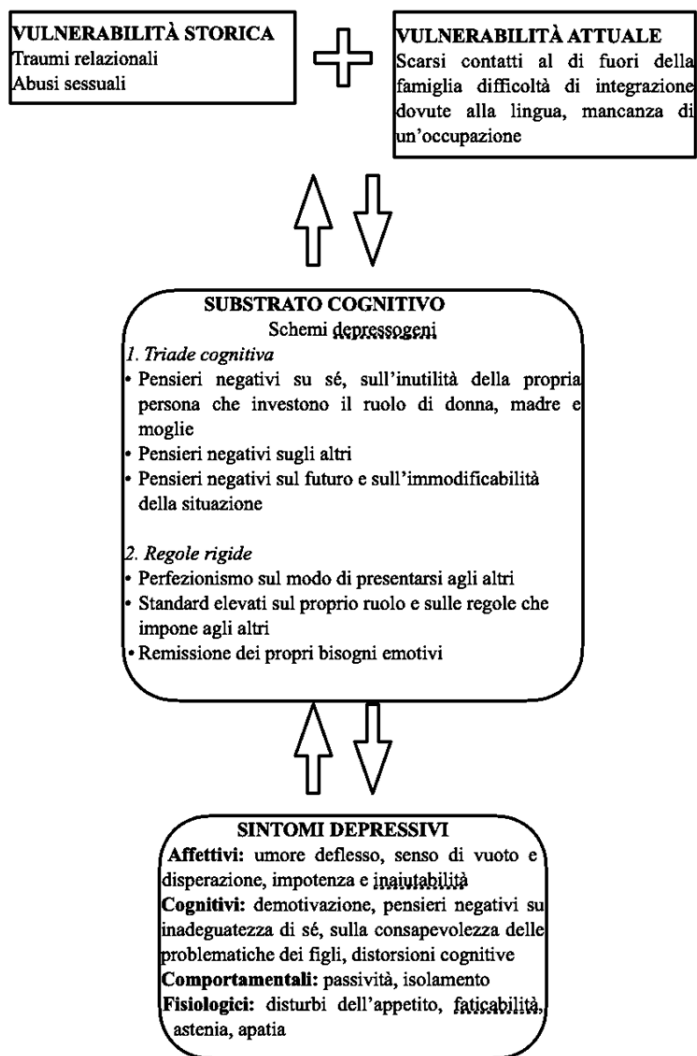 VULNERABILITÀ STORICA
Traumi relazionali
Abusi sessuali
VULNERABILITÀ ATTUALE
Scarsi contatti al di fuori della
famiglia difficoltà di integrazione
dovute alla lingua, mancanza di
un'occupazione
SUBSTRATO COGNITIVO
Schemi depressogeni
1. Triade cognitiva
• Pensieri negativi su sé, sull'inutilità della propria
persona che investono il ruolo di donna, madre e
moglie
• Pensieri negativi sugli altri
• Pensieri negativi sul futuro e sull'immodificabilità
della situazione
2. Regole rigide
• Perfezionismo sul modo di presentarsi agli altri
• Standard elevati sul proprio ruolo e sulle regole che
impone agli altri
• Remissione dei propri bisogni emotivi
SINTOMI DEPRESSIVI
Affettivi: umore deflesso, senso di vuoto e
disperazione, impotenza e inaiutabilità
Cognitivi: demotivazione, pensieri negativi su
inadeguatezza di sé, sulla consapevolezza delle
problematiche dei figli, distorsioni cognitive
Comportamentali: passività, isolamento
Fisiologici: disturbi dell'appetito, faticabilità,
astenia, apatia